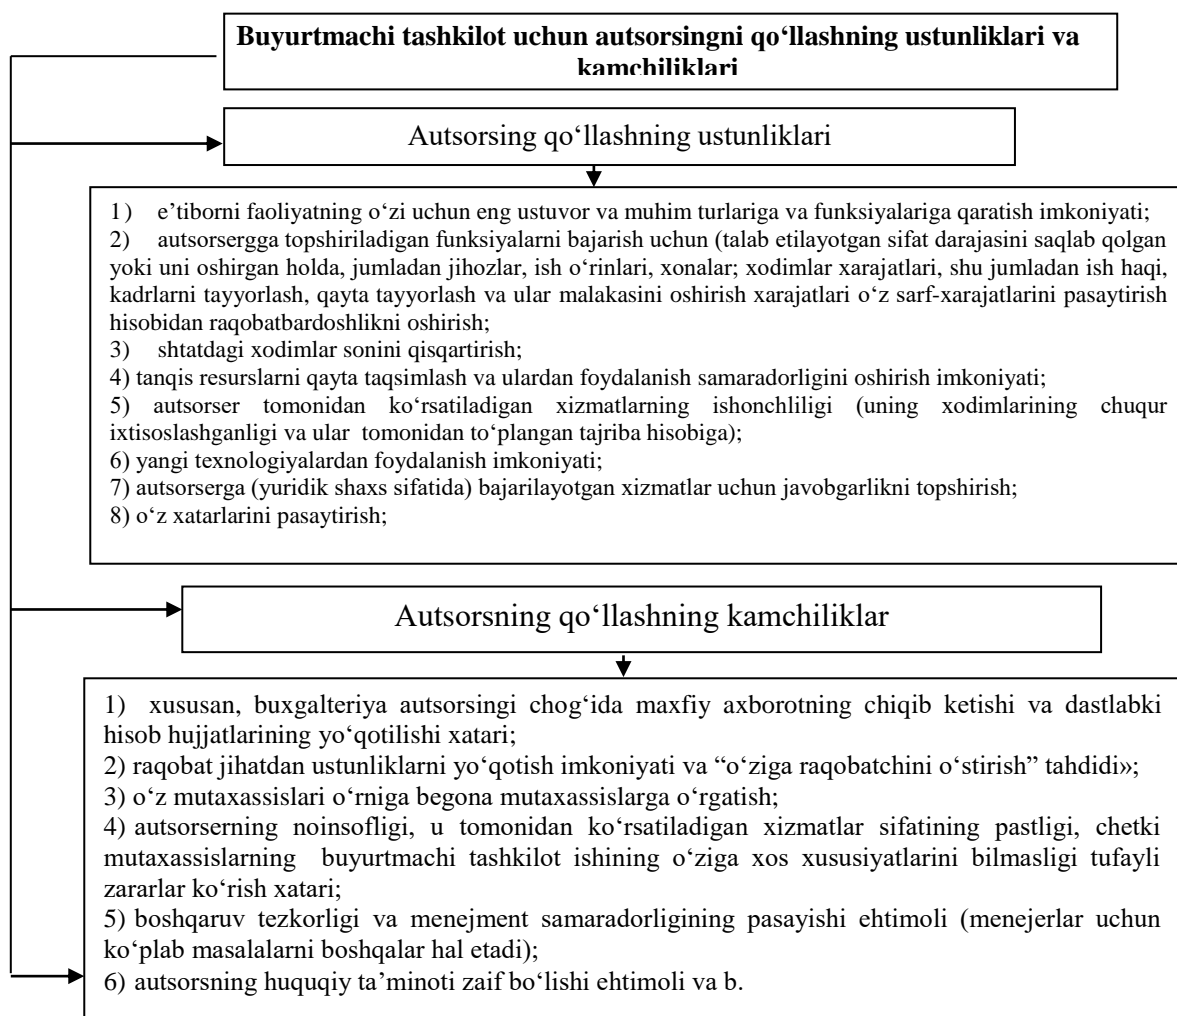 Buyurtmachi tashkilot uchun autsorsingni qo‘llashning ustunliklari va
kamchiliklari
Autsorsing qo‘llashning ustunliklari
1) e’tiborni faoliyatning o‘zi uchun eng ustuvor va muhim turlariga va funksiyalariga qaratish imkoniyati;
2) autsorsergga topshiriladigan funksiyalarni bajarish uchun (talab etilayotgan sifat darajasini saqlab qolgan
yoki uni oshirgan holda, jumladan jihozlar, ish o‘rinlari, xonalar; xodimlar xarajatlari, shu jumladan ish haqi,
kadrlarni tayyorlash, qayta tayyorlash va ular malakasini oshirish xarajatlari o‘z sarf-xarajatlarini pasaytirish
hisobidan raqobatbardoshlikni oshirish;
3) shtatdagi xodimlar sonini qisqartirish;
4) tanqis resurslarni qayta taqsimlash va ulardan foydalanish samaradorligini oshirish imkoniyati;
5) autsorser tomonidan ko‘rsatiladigan xizmatlarning ishonchliligi (uning xodimlarining chuqur
ixtisoslashganligi va ular tomonidan to‘plangan tajriba hisobiga);
6) yangi texnologiyalardan foydalanish imkoniyati;
7) autsorserga (yuridik shaxs sifatida) bajarilayotgan xizmatlar uchun javobgarlikni topshirish;
8) o‘z xatarlarini pasaytirish;
Autsorsning qo‘llashning kamchiliklar
1) xususan, buxgalteriya autsorsingi chog‘ida maxfiy axborotning chiqib ketishi va dastlabki
hisob hujjatlarining yo‘qotilishi xatari;
2) raqobat jihatdan ustunliklarni yo‘qotish imkoniyati va “o‘ziga raqobatchini o‘stirish” tahdidi»;
3) o‘z mutaxassislari o‘rniga begona mutaxassislarga o‘rgatish;
4) autsorserning noinsofligi, u tomonidan ko‘rsatiladigan xizmatlar sifatining pastligi, chetki
mutaxassislarning buyurtmachi tashkilot ishining o‘ziga xos xususiyatlarini bilmasligi tufayli
zararlar ko‘rish xatari;
5) boshqaruv tezkorligi va menejment samaradorligining pasayishi ehtimoli (menejerlar uchun
ko‘plab masalalarni boshqalar hal etadi);
6) autsorsning huquqiy ta’minoti zaif bo‘lishi ehtimoli va b.